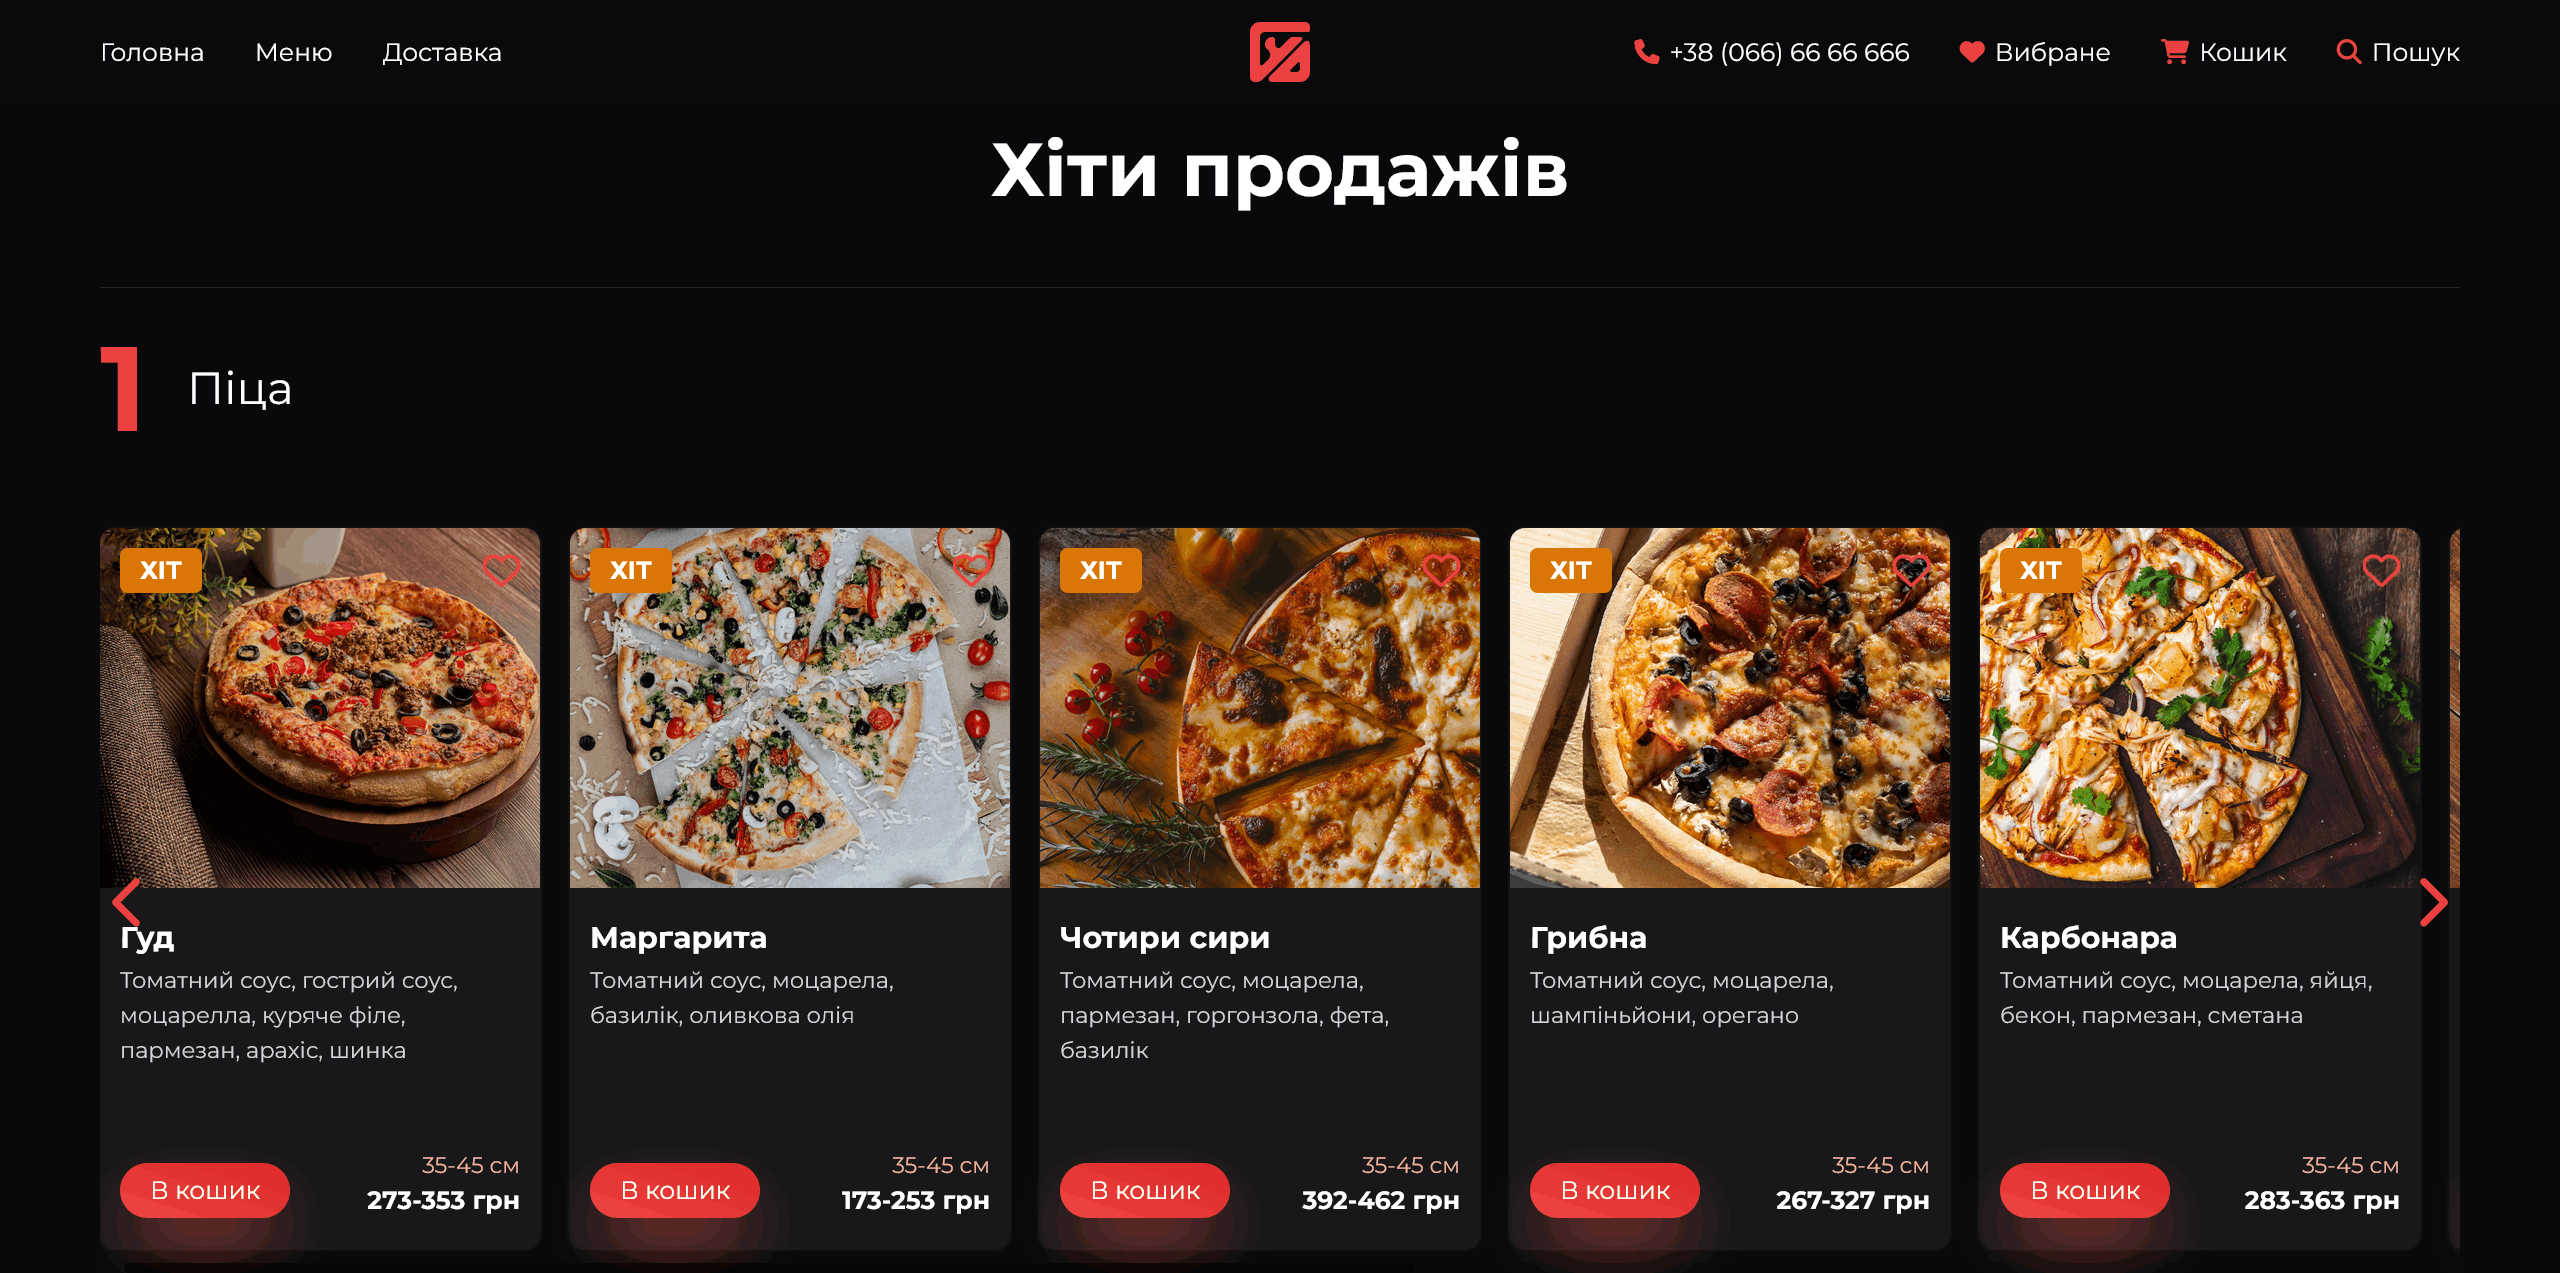 Головна Меню Доставка +38 (066) 66 66 666 Вибране Кошик Пошук
Хіти продажів
1 Піца
ХІТ
Гуд
Томатний соус, гострий соус,
моцарелла, куряче філе,
пармезан, арахіс, шинка
В кошик
35-45 см
273-353 грн
ХІТ
Маргарита
Томатний соус, моцарела,
базилік, оливкова олія
В кошик
35-45 см
173-253 грн
ХІТ
Чотири сири
Томатний соус, моцарела,
пармезан, горгонзола, фета,
базилік
В кошик
35-45 см
392-462 грн
ХІТ
Грибна
Томатний соус, моцарела,
шампіньйони, орегано
В кошик
35-45 см
267-327 грн
ХІТ
Карбонара
Томатний соус, моцарела, яйця,
бекон, пармезан, сметана
В кошик
35-45 см
283-363 грн